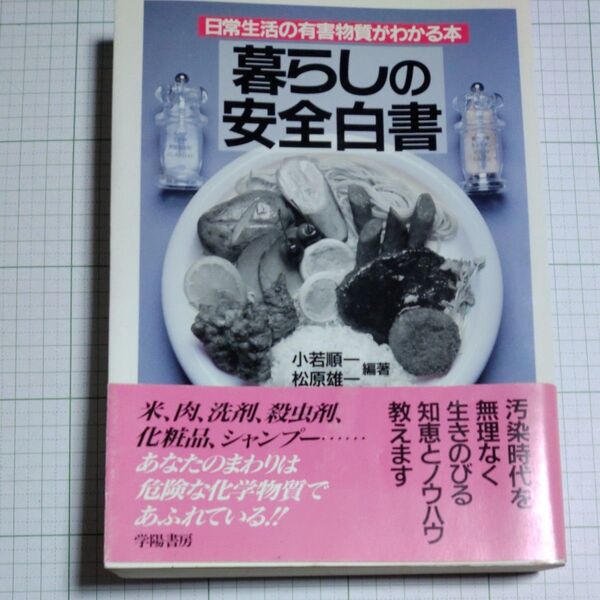 日常生活の有害物質がわかる本
暮らしの
安全白書
小若順一
松原雄一
編著
汚染時代を
無理なく
生きのびる
知恵とノウハウ
教えます
米、肉、洗剤、殺虫剤、
化粧品、シャンプー……
あなたのまわりは
危険な化学物質で
あふれている!!
学陽書房